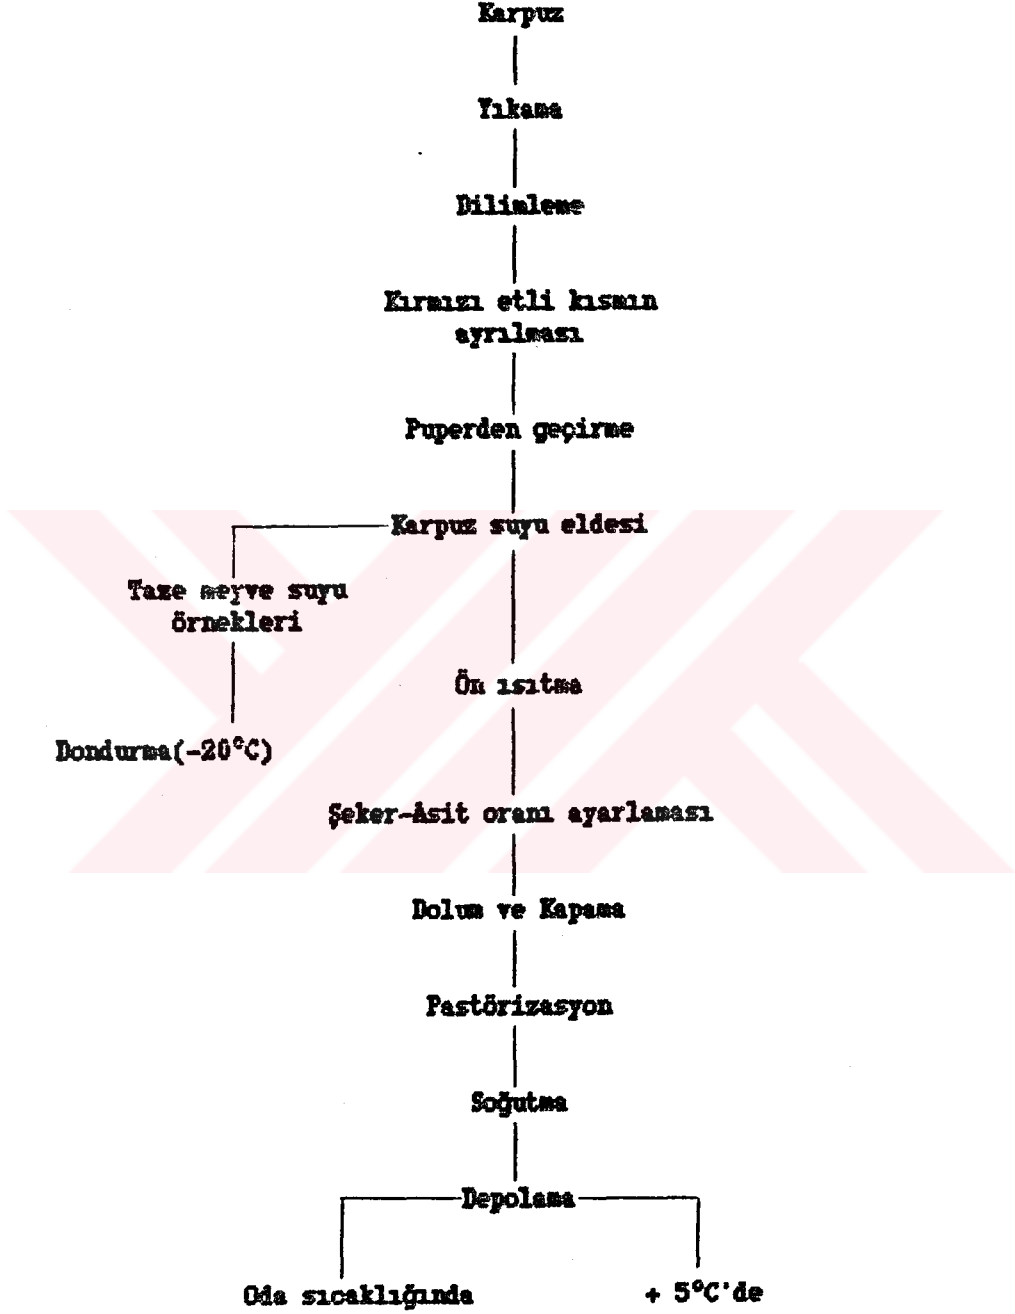 Karpuz
Yıkama
Dilimleme
Kırmızı etli kısmın
ayrılması
Puperden geçirme
Karpuz suyu eldesi
Taze meyve suyu
örnekleri
Ön ısıtma
Dondurma(-20°C)
Şeker-Asit oranı ayarlaması
Dolum ve Kapama
Pastörizasyon
Soğutma
Depolama
Oda sıcaklığında
+ 5°C'de